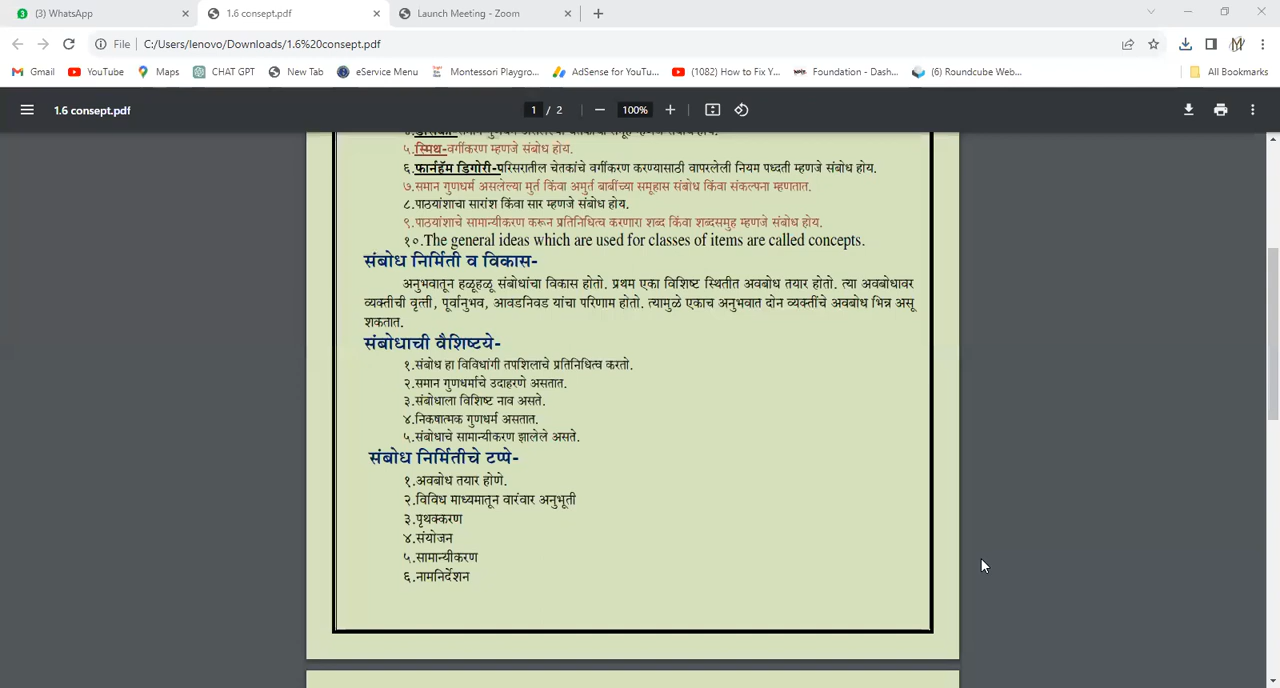 (3) WhatsApp
1.6 consept.pdf
Launch Meeting - Zoom
File
C:/Users/lenovo/Downloads/1.6%20consept.pdf
Gmail
YouTube
Maps
CHAT GPT
New Tab
eService Menu
Montessori Playgro...
AdSense for YouTu...
(1082) How to Fix Y...
Foundation - Dash...
(6) Roundcube Web...
All Bookmarks
1.6 consept.pdf
1 / 2
100%
५.स्मिथ-वर्गीकरण म्हणजे संबोध होय.
६.फार्नहॅम डिगोरी-परिसरातील चेतकांचे वर्गीकरण करण्यासाठी वापरलेली नियम पध्दती म्हणजे संबोध होय.
७.समान गुणधर्म असलेल्या मुर्त किंवा अमुर्त बाबींच्या समूहास संबोध किंवा संकल्पना म्हणतात.
८.पाठयांशाचा सारांश किंवा सार म्हणजे संबोध होय.
९.पाठयांशाचे सामान्यीकरण करून प्रतिनिधित्व करणारा शब्द किंवा शब्दसमुह म्हणजे संबोध होय.
१०.The general ideas which are used for classes of items are called concepts.
संबोध निर्मिती व विकास-
अनुभवातून हळूहळू संबोधांचा विकास होतो. प्रथम एका विशिष्ट स्थितीत अवबोध तयार होतो. त्या अवबोधावर
व्यक्तीची वृत्ती, पूर्वानुभव, आवडनिवड यांचा परिणाम होतो. त्यामुळे एकाच अनुभवात दोन व्यक्तींचे अवबोध भिन्न असू
शकतात.
संबोधाची वैशिष्टये-
१.संबोध हा विविधांगी तपशिलाचे प्रतिनिधित्व करतो.
२.समान गुणधर्माचे उदाहरणे असतात.
३.संबोधाला विशिष्ट नाव असते.
४.निकषात्मक गुणधर्म असतात.
५.संबोधाचे सामान्यीकरण झालेले असते.
संबोध निर्मितीचे टप्पे-
१.अवबोध तयार होणे.
२.विविध माध्यमातून वारंवार अनुभूती
३.पृथक्करण
४.संयोजन
५.सामान्यीकरण
६.नामनिर्देशन